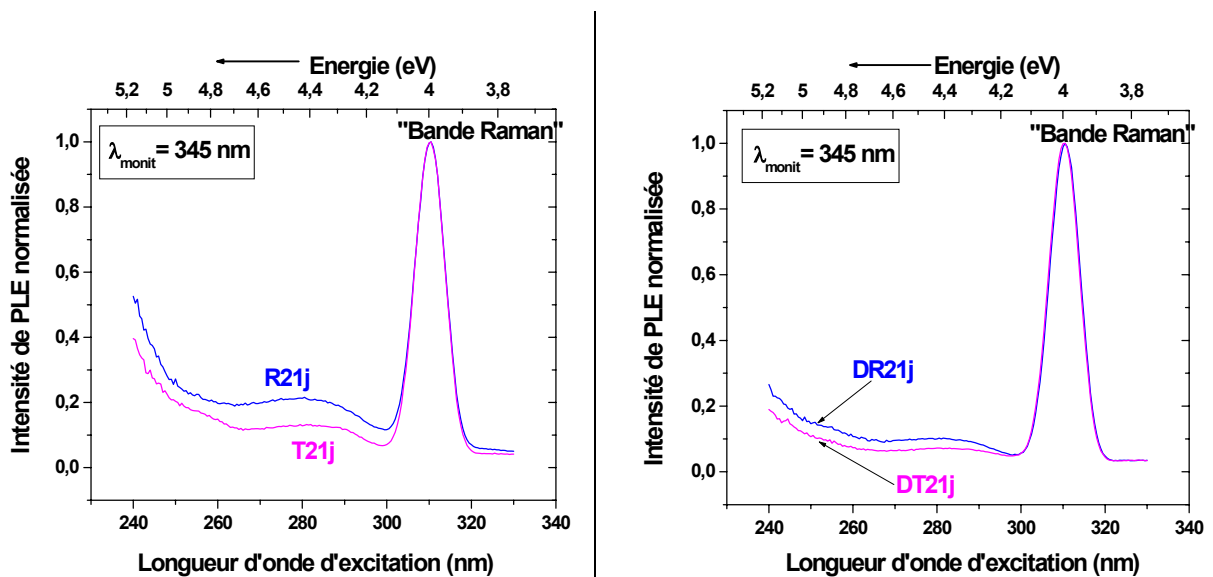 Energie (eV)
5,2 5 4,8 4,6 4,4 4,2 4 3,8
"Bande Raman"
λmonit= 345 nm
1,0
0,8
0,6
0,4
0,2
0,0
Intensité de PLE normalisée
R21j
T21j
240 260 280 300 320 340
Longueur d'onde d'excitation (nm)
Energie (eV)
5,2 5 4,8 4,6 4,4 4,2 4 3,8
"Bande Raman"
λmonit= 345 nm
1,0
0,8
0,6
0,4
0,2
0,0
Intensité de PLE normalisée
DR21j
DT21j
240 260 280 300 320 340
Longueur d'onde d'excitation (nm)